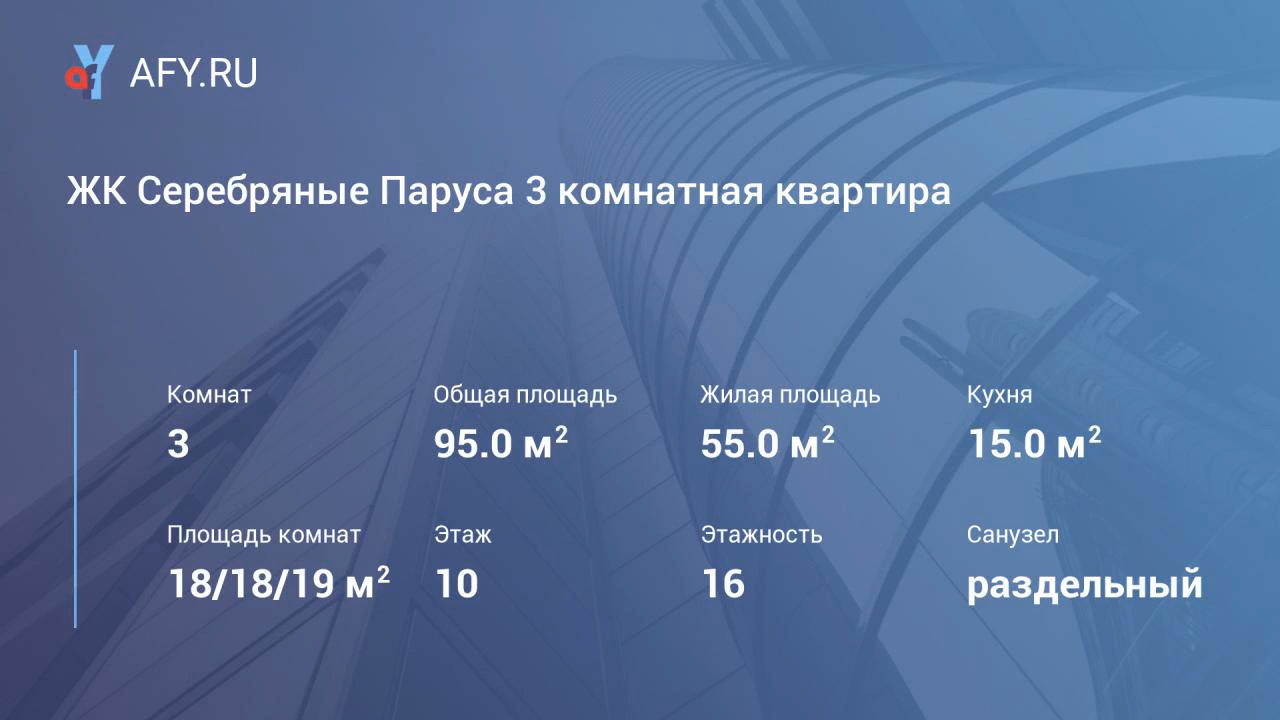 AFY.RU
ЖК Серебряные Паруса 3 комнатная квартира
Комнат
3
Общая площадь
95.0 м²
Жилая площадь
55.0 м²
Кухня
15.0 м²
Площадь комнат
18/18/19 м²
Этаж
10
Этажность
16
Санузел
раздельный